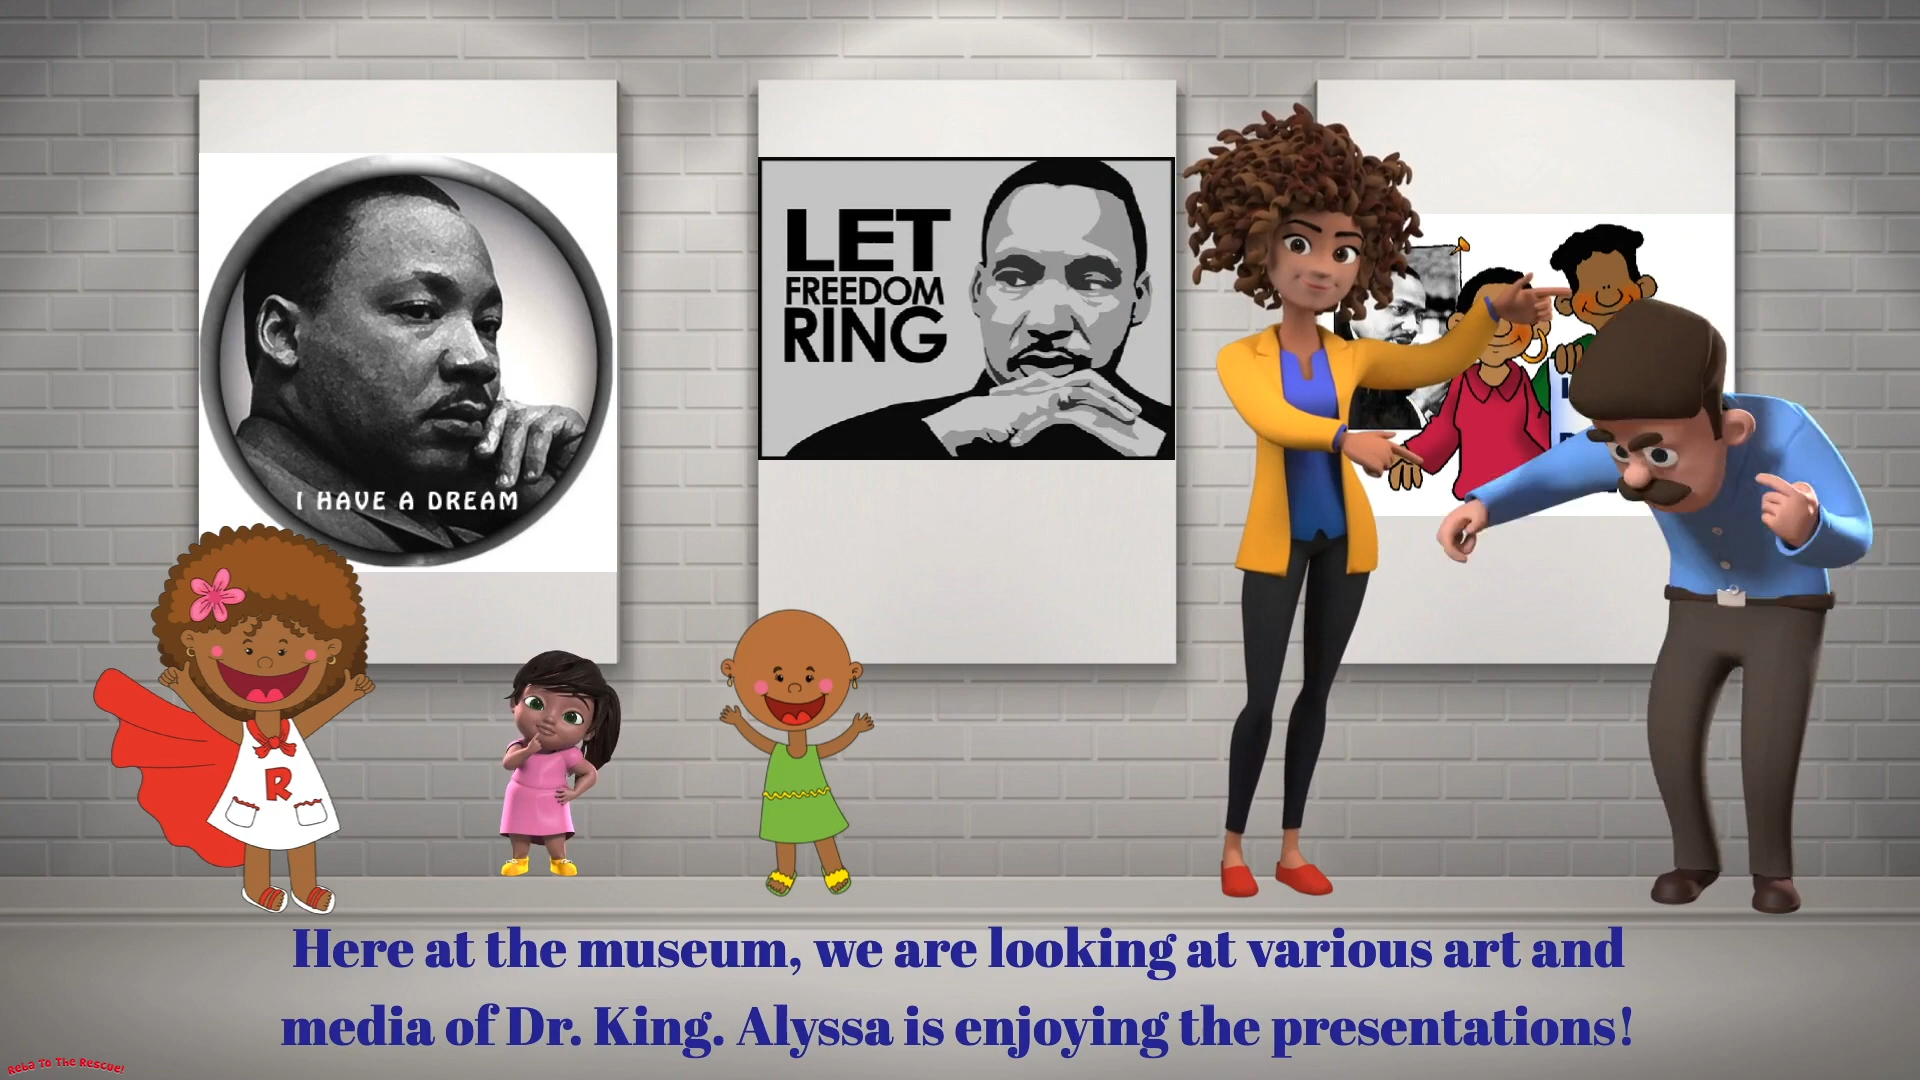 LET
FREEDOM
RING
I HAVE A DREAM
R
Here at the museum, we are looking at various art and
media of Dr. King. Alyssa is enjoying the presentations!
Reba To The Rescue!